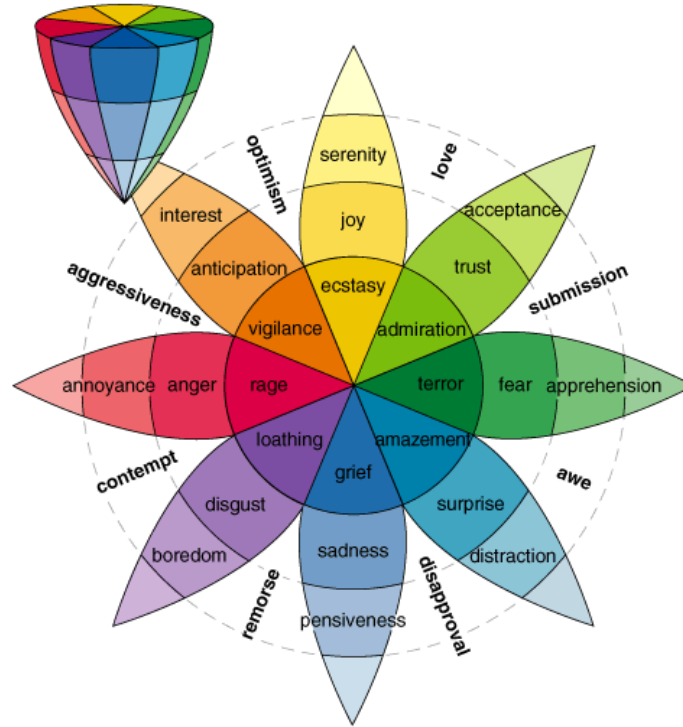 optimism
love
serenity
interest
acceptance
joy
anticipation
trust
aggressiveness
submission
ecstasy
vigilance
admiration
annoyance
anger
rage
terror
fear
apprehension
loathing
amazement
grief
contempt
awe
disgust
surprise
boredom
sadness
distraction
remorse
disapproval
pensiveness